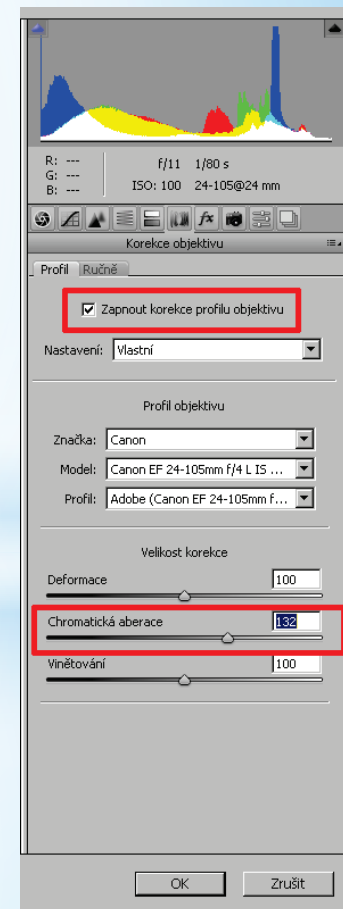 R: ---
G: ---
B: ---
f/11 1/80 s
ISO: 100 24-105@24 mm
fx
Korekce objektivu
Profil Ručně
Zapnout korekce profilu objektivu
Nastavení: Vlastní
Profil objektivu
Značka: Canon
Model: Canon EF 24-105mm f/4 L IS ...
Profil: Adobe (Canon EF 24-105mm f...
Velikost korekce
Deformace 100
Chromatická aberace 132
Vinětování 100
OK Zrušit